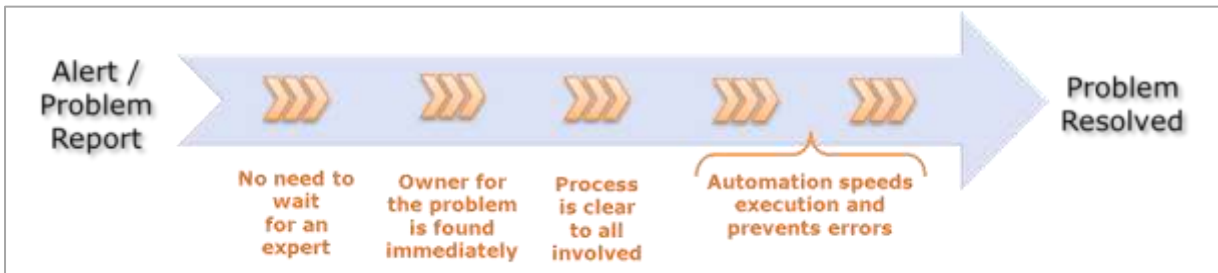 Alert /
Problem
Report
No need to
wait
for an
expert
Owner for
the problem
is found
immediately
Process
is clear
to all
involved
Automation speeds
execution and
prevents errors
Problem
Resolved